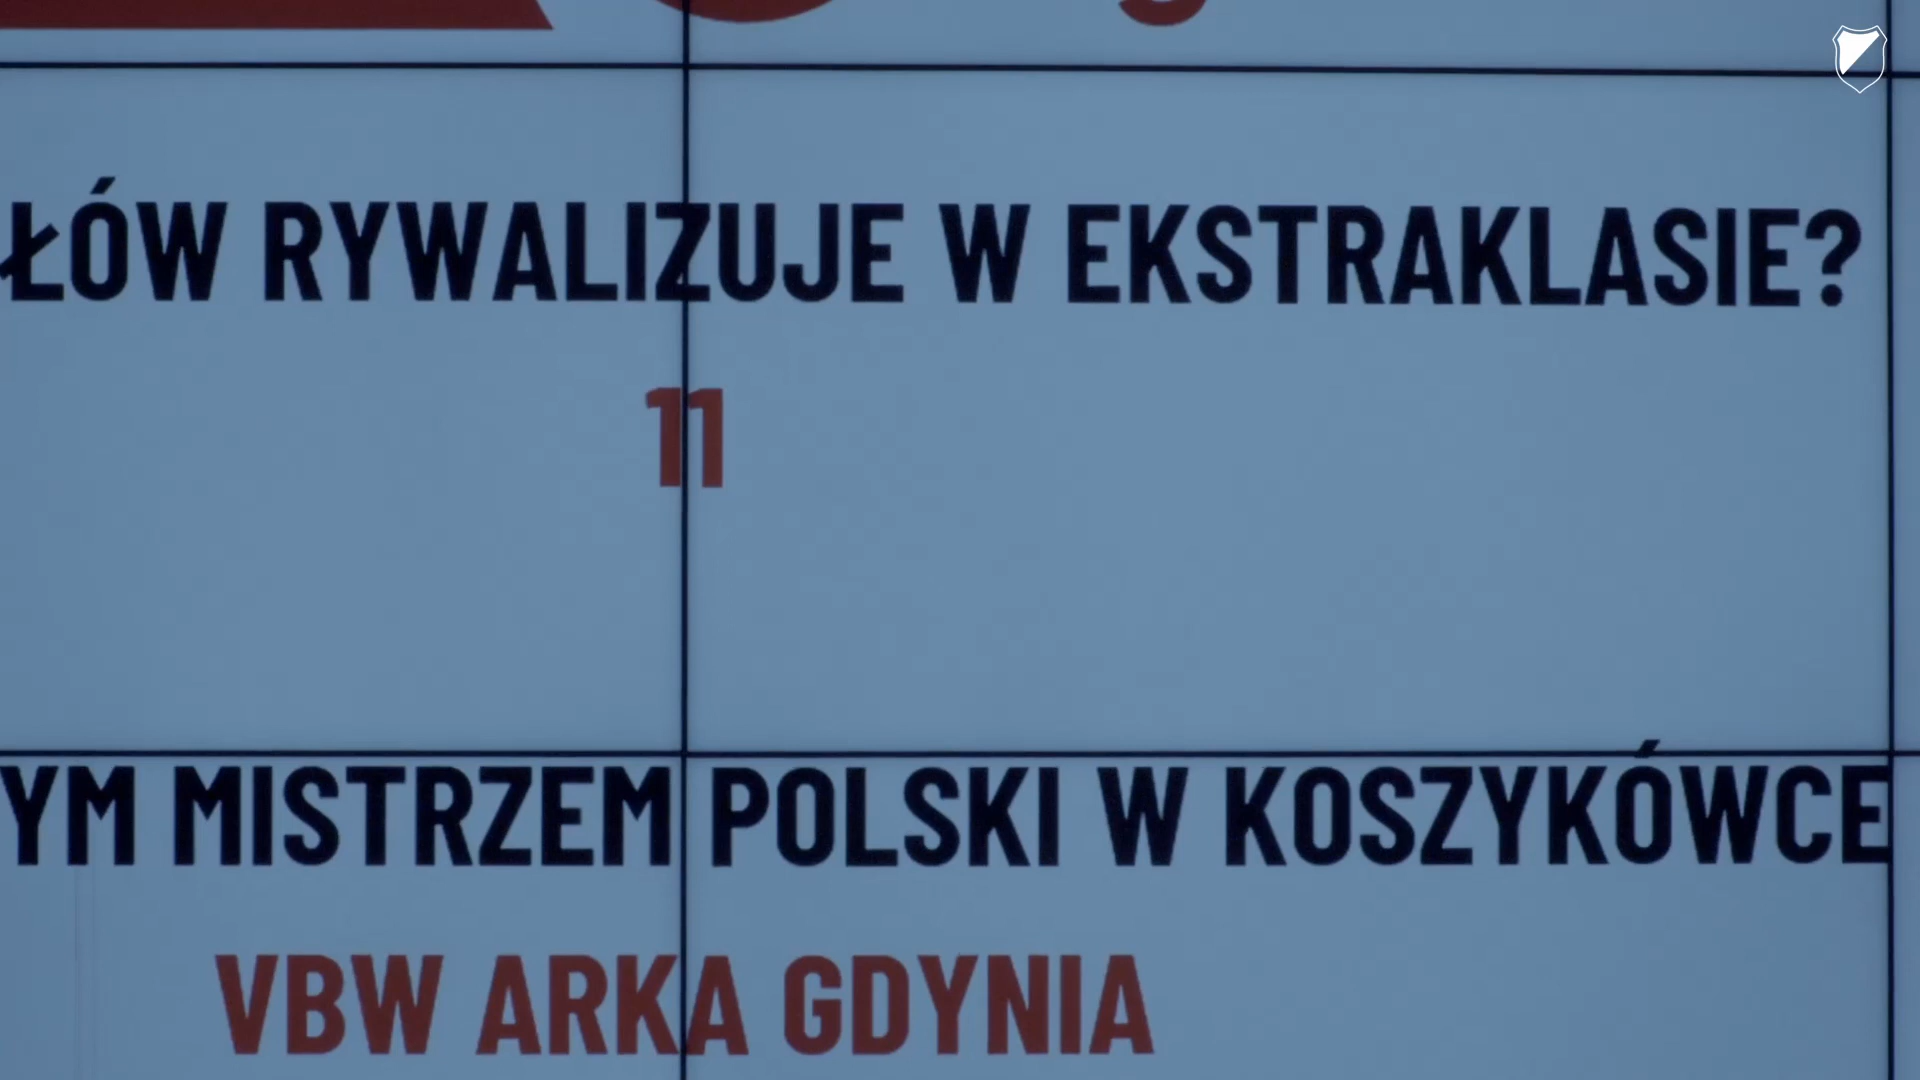 ŁÓW RYWALIZUJE W EKSTRAKLASIE?
11
YM MISTRZEM POLSKI W KOSZYKÓWCE
VBW ARKA GDYNIA